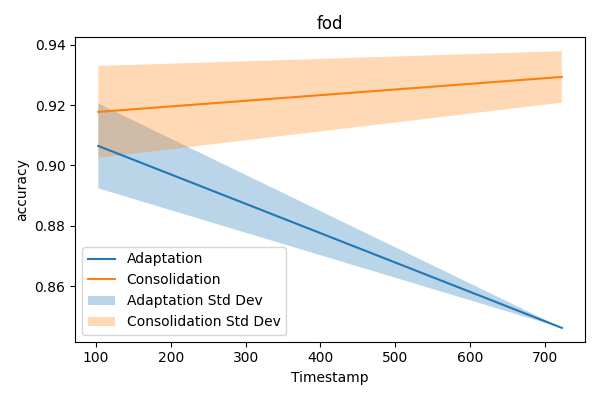 fod
0.94
0.92
0.90
0.88
0.86
accuracy
Adaptation
Consolidation
Adaptation Std Dev
Consolidation Std Dev
100 200 300 400 500 600 700
Timestamp